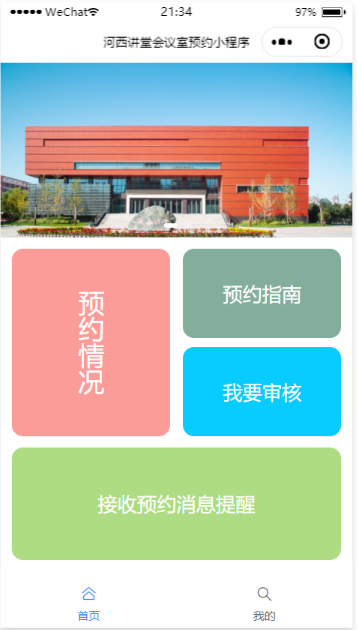 WeChat 21:34 97%
河西讲堂会议室预约小程序
预约情况
预约指南
我要审核
接收预约消息提醒
首页 我的